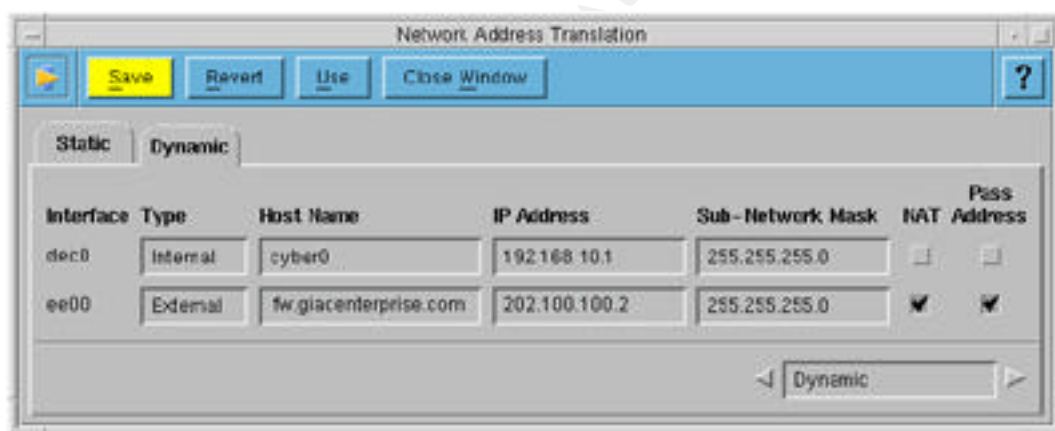 Network Address Translation
Save Revert Use Close Window ?
Static Dynamic
Interface Type Host Name IP Address Sub-Network Mask NAT Pass Address
dec0 Internal cyber0 192.168.10.1 255.255.255.0
ee00 External fw.giacenterprise.com 202.100.100.2 255.255.255.0
Dynamic